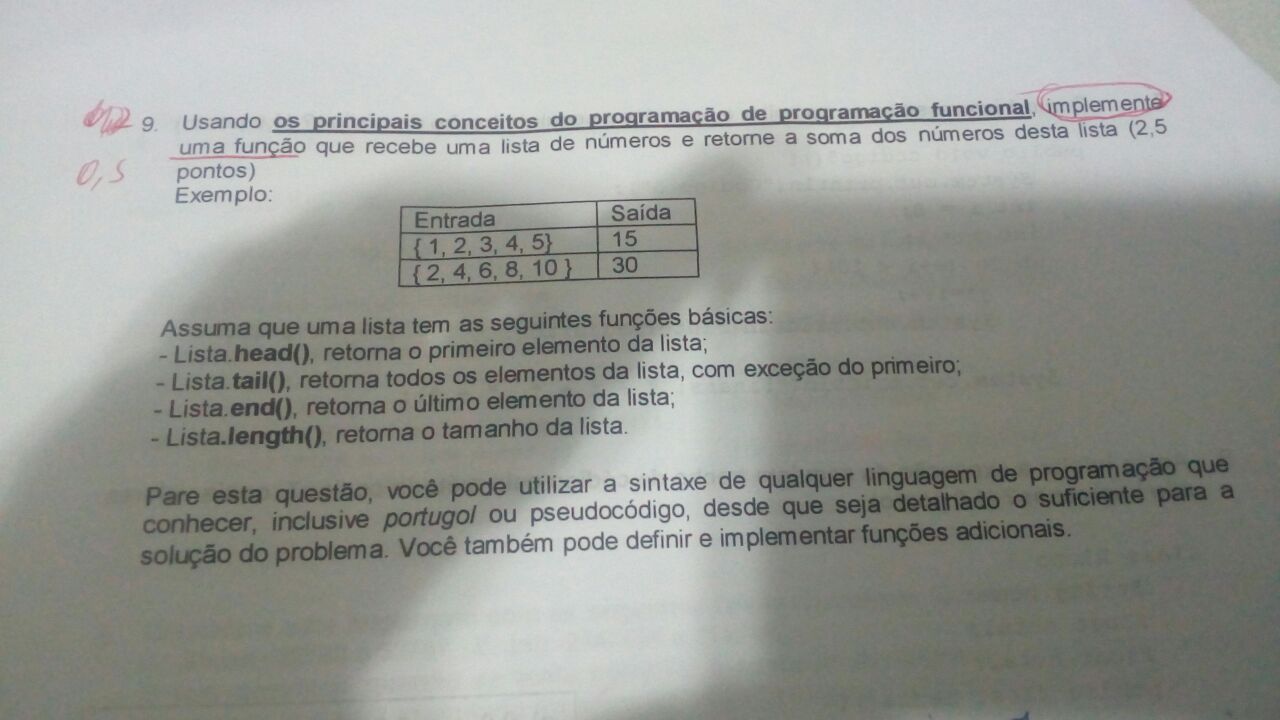 9. Usando os principais conceitos do programação de programação funcional, implemente
uma função que recebe uma lista de números e retorne a soma dos números desta lista (2,5
0,5 pontos)
Exemplo:
Entrada Saída
{ 1, 2, 3, 4, 5} 15
{ 2, 4, 6, 8, 10 } 30
Assuma que uma lista tem as seguintes funções básicas:
- Lista.head(), retorna o primeiro elemento da lista;
- Lista.tail(), retorna todos os elementos da lista, com exceção do primeiro;
- Lista.end(), retorna o último elemento da lista;
- Lista.length(), retorna o tamanho da lista.
Pare esta questão, você pode utilizar a sintaxe de qualquer linguagem de programação que
conhecer, inclusive portugol ou pseudocódigo, desde que seja detalhado o suficiente para a
solução do problema. Você também pode definir e implementar funções adicionais.